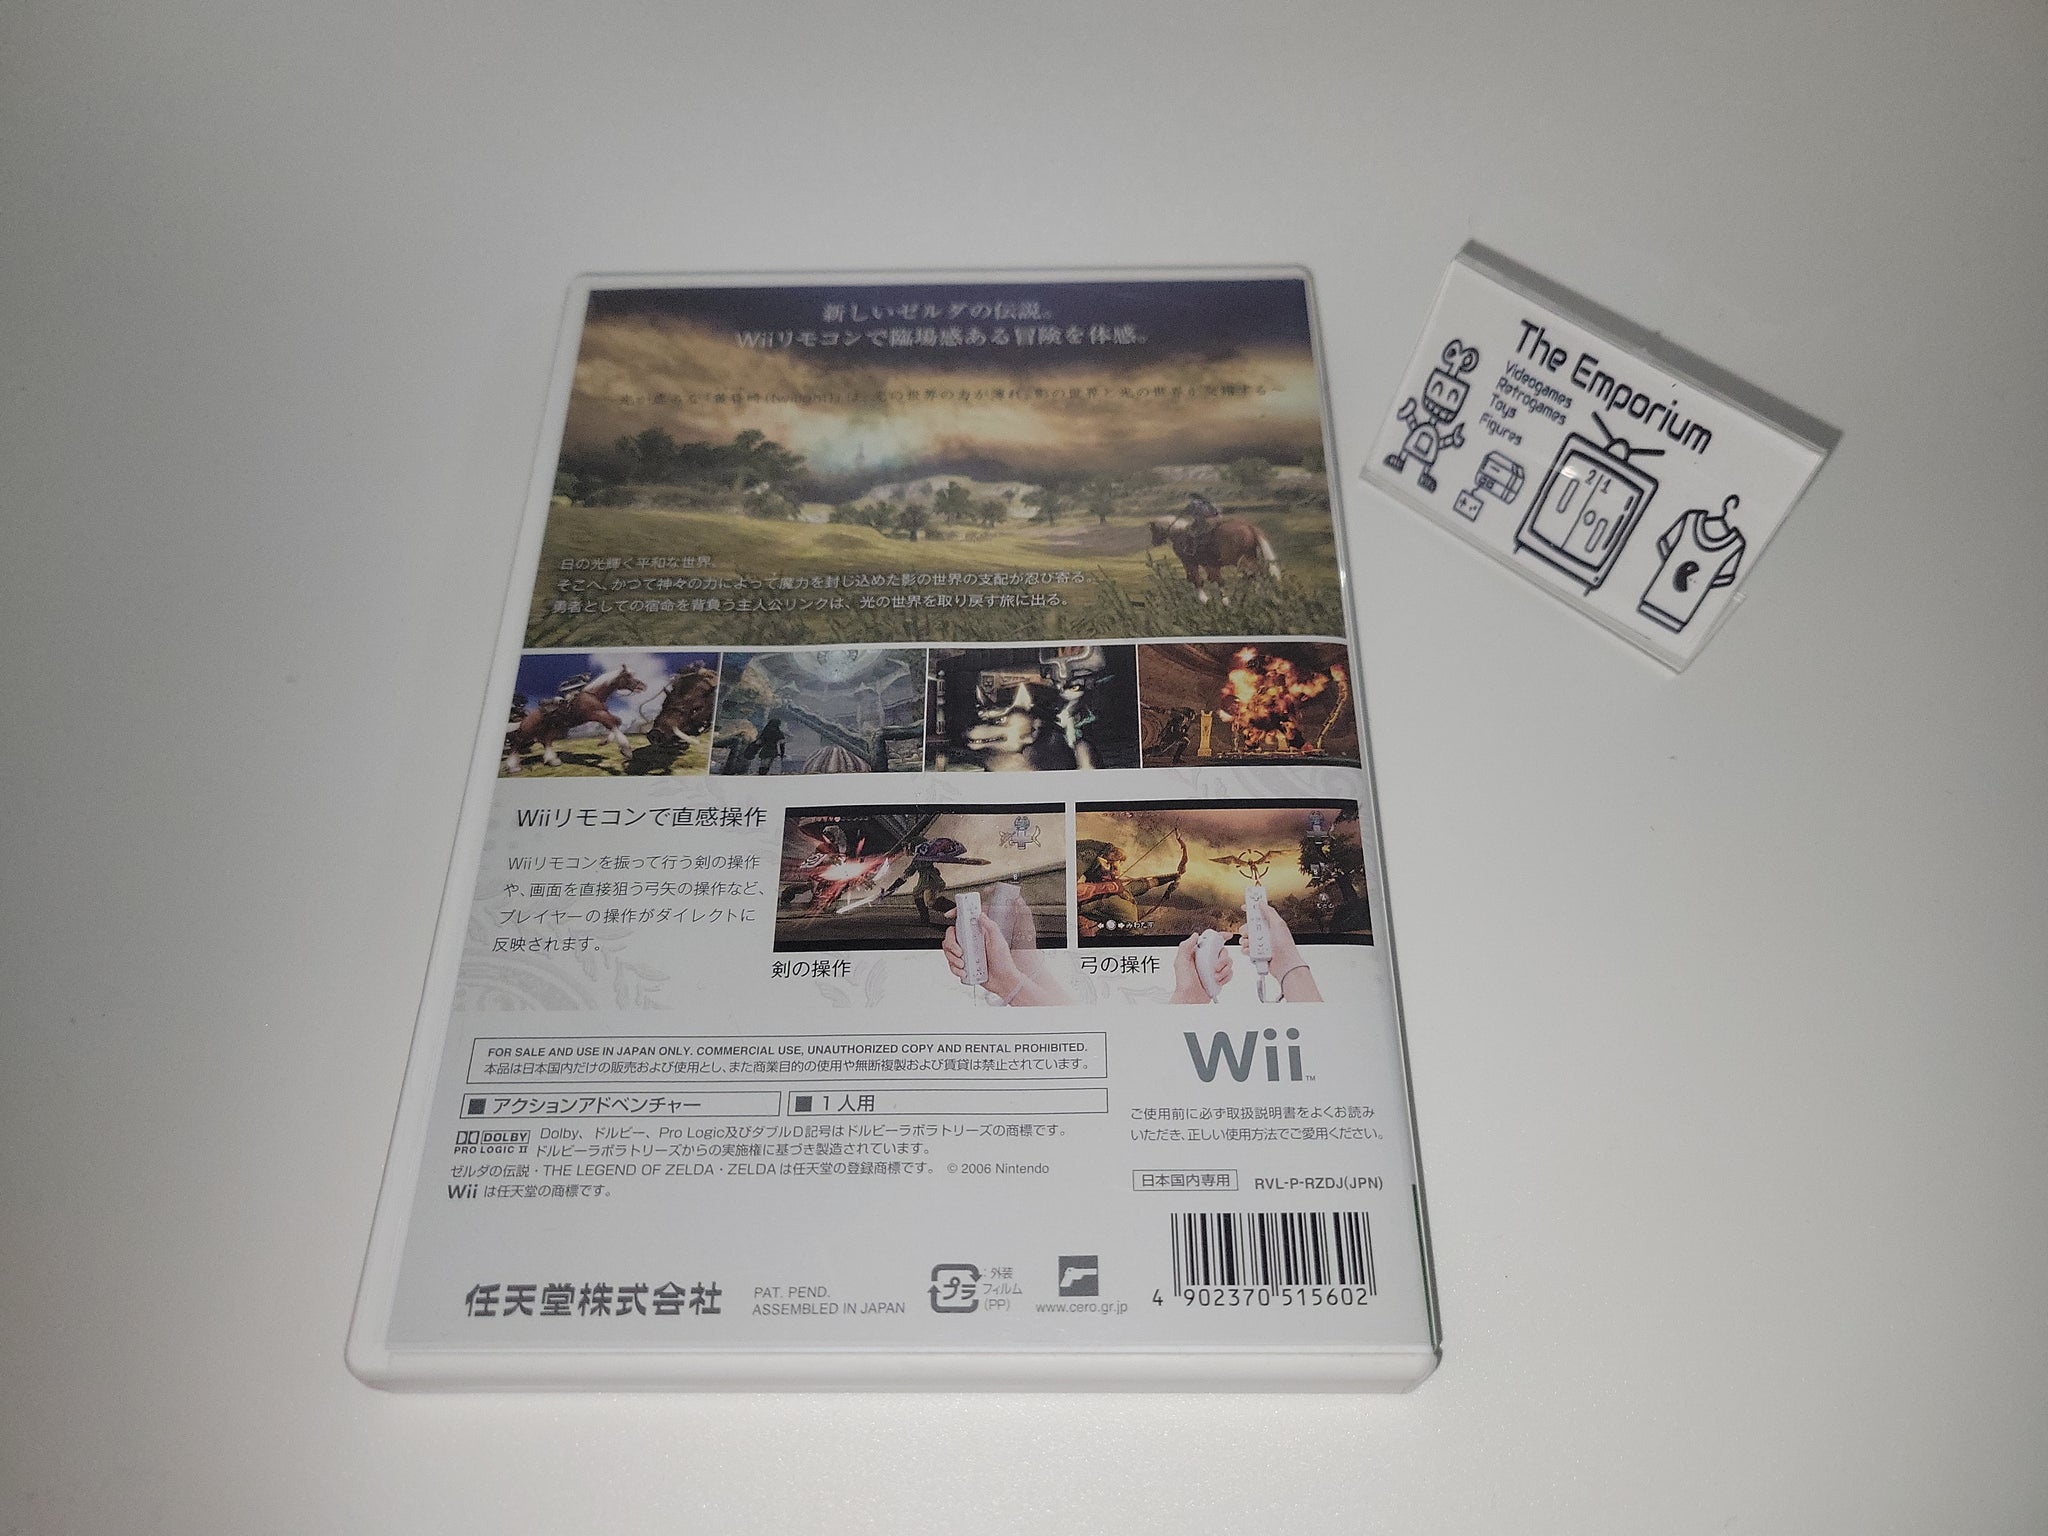 新しいゼルダの伝説。
Wiiリモコンで臨場感ある冒険を体感。
日の光輝く平和な世界、
そこへ、かつて神々の力によって魔力を封じ込めた影の世界の支配が忍び寄る。
勇者としての宿命を背負う主人公リンクは、光の世界を取り戻す旅に出る。
Wiiリモコンで直感操作
Wiiリモコンを振って行う剣の操作
や、画面を直接狙う弓矢の操作など、
プレイヤーの操作がダイレクトに
反映されます。
剣の操作
弓の操作
FOR SALE AND USE IN JAPAN ONLY. COMMERCIAL USE, UNAUTHORIZED COPY AND RENTAL PROHIBITED.
本品は日本国内だけの販売および使用とし、また商業目的の使用や無断複製および賃貸は禁止されています。
■ アクションアドベンチャー
■ 1人用
Wii™
ご使用前に必ず取扱説明書をよくお読み
いただき、正しい使用方法でご愛用ください。
DOLBY
PRO LOGIC II
Dolby、ドルビー、Pro Logic及びダブルD記号はドルビーラボラトリーズの商標です。
ドルビーラボラトリーズからの実施権に基づき製造されています。
ゼルダの伝説・THE LEGEND OF ZELDA・ZELDA は任天堂の登録商標です。 © 2006 Nintendo
Wii は任天堂の商標です。
日本国内専用 RVL-P-RZDJ(JPN)
任天堂株式会社
PAT. PEND.
ASSEMBLED IN JAPAN
プラ
:外装
フィルム
(PP)
www.cero.gr.jp
4 902370 515602
The Emporium
Videogames
Retrogames
Toys
Figures
21